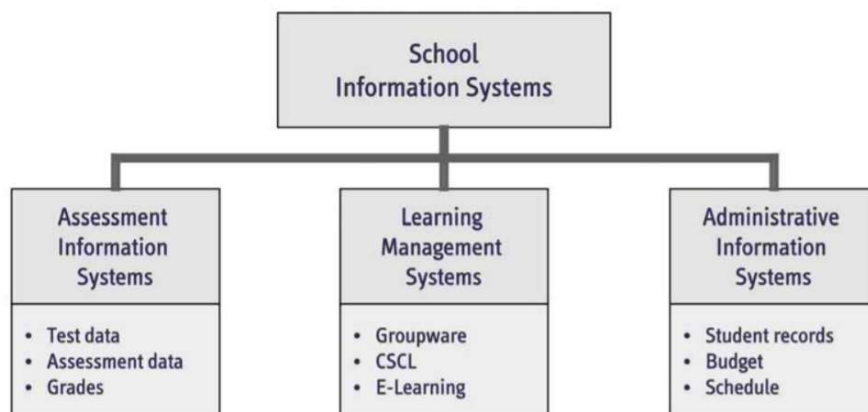 School
Information Systems
Assessment
Information
Systems
• Test data
• Assessment data
• Grades
Learning
Management
Systems
• Groupware
• CSCL
• E-Learning
Administrative
Information
Systems
• Student records
• Budget
• Schedule